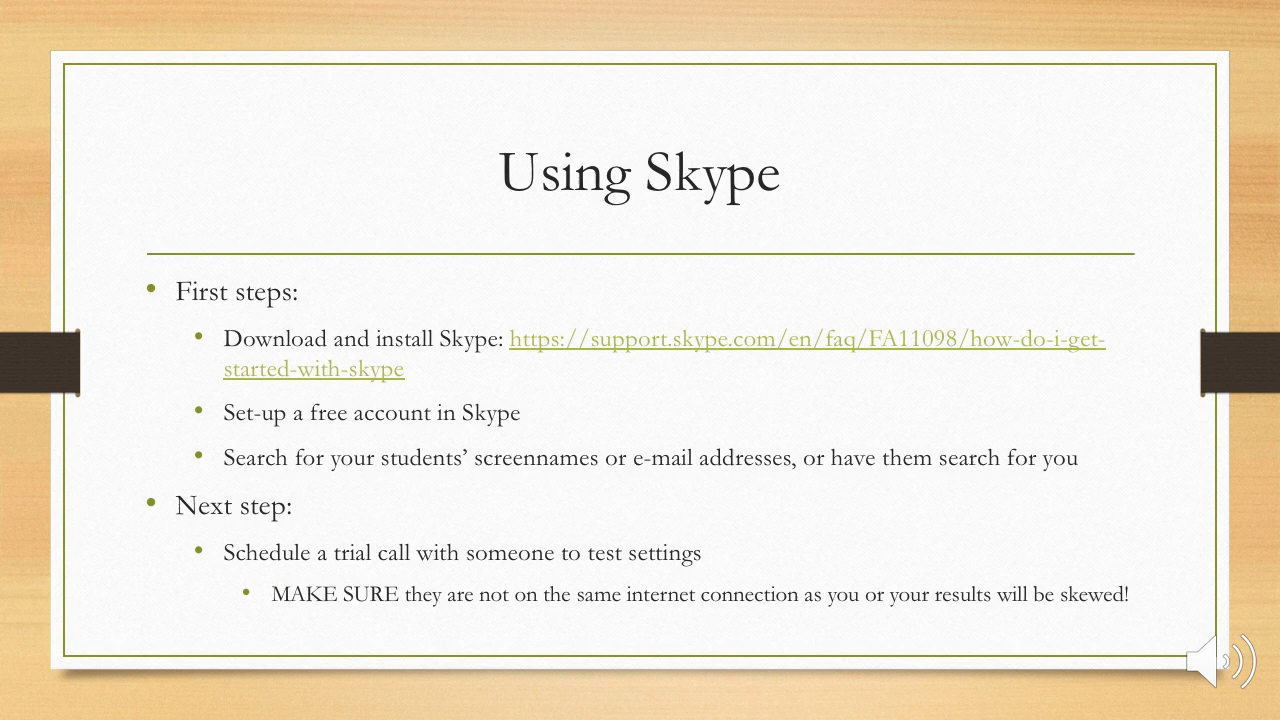 Using Skype
• First steps:
• Download and install Skype: https://support.skype.com/en/faq/FA11098/how-do-i-get-
started-with-skype
• Set-up a free account in Skype
• Search for your students’ screennames or e-mail addresses, or have them search for you
• Next step:
• Schedule a trial call with someone to test settings
• MAKE SURE they are not on the same internet connection as you or your results will be skewed!